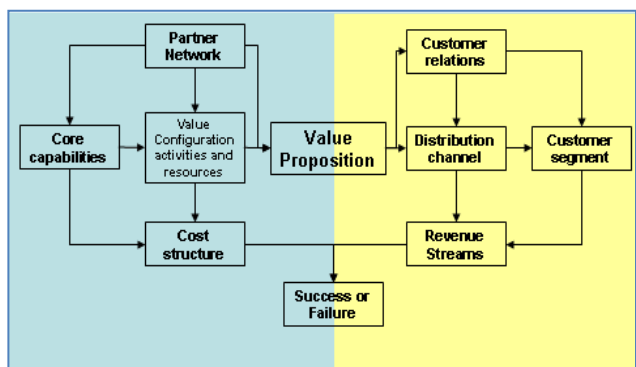 Partner
Network
Customer
relations
Core
capabilities
Value
Configuration
activities and
resources
Value
Proposition
Distribution
channel
Customer
segment
Cost
structure
Revenue
Streams
Success or
Failure